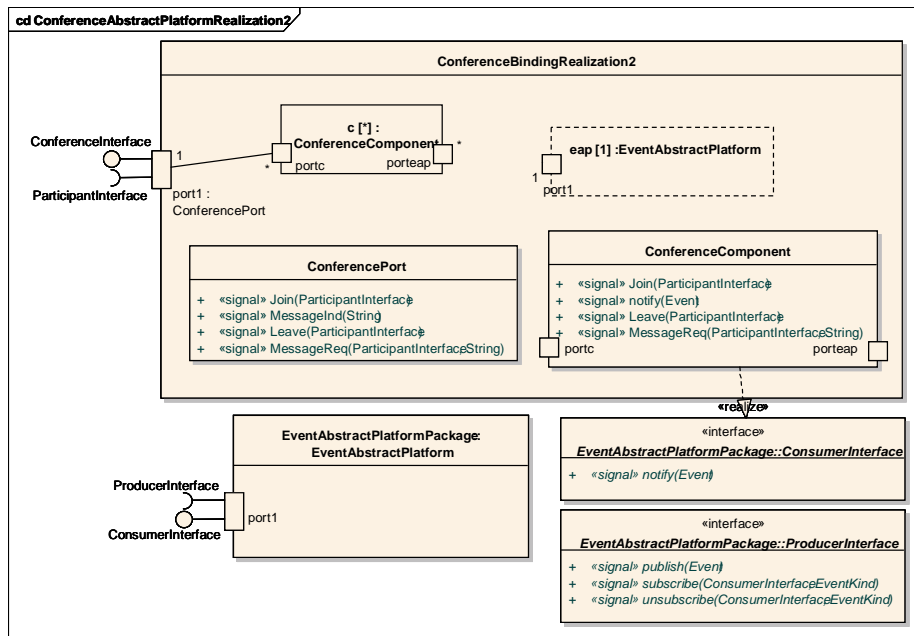 cd ConferenceAbstractPlatformRealization2
ConferenceBindingRealization2
c [*] :
ConferenceComponent
portc
porteap
*
*
eap [1] :EventAbstractPlatform
1
port1
ConferenceInterface
ParticipantInterface
1
port1 :
ConferencePort
ConferencePort
+ «signal» Join(ParticipantInterface)
+ «signal» MessageInd(String)
+ «signal» Leave(ParticipantInterface)
+ «signal» MessageReq(ParticipantInterface, String)
ConferenceComponent
+ «signal» Join(ParticipantInterface)
+ «signal» notify(Event)
+ «signal» Leave(ParticipantInterface)
+ «signal» MessageReq(ParticipantInterface, String)
portc
porteap
«realize»
EventAbstractPlatformPackage:
EventAbstractPlatform
ProducerInterface
port1
ConsumerInterface
«interface»
EventAbstractPlatformPackage::ConsumerInterface
+ «signal» notify(Event)
«interface»
EventAbstractPlatformPackage::ProducerInterface
+ «signal» publish(Event)
+ «signal» subscribe(ConsumerInterface, EventKind)
+ «signal» unsubscribe(ConsumerInterface, EventKind)